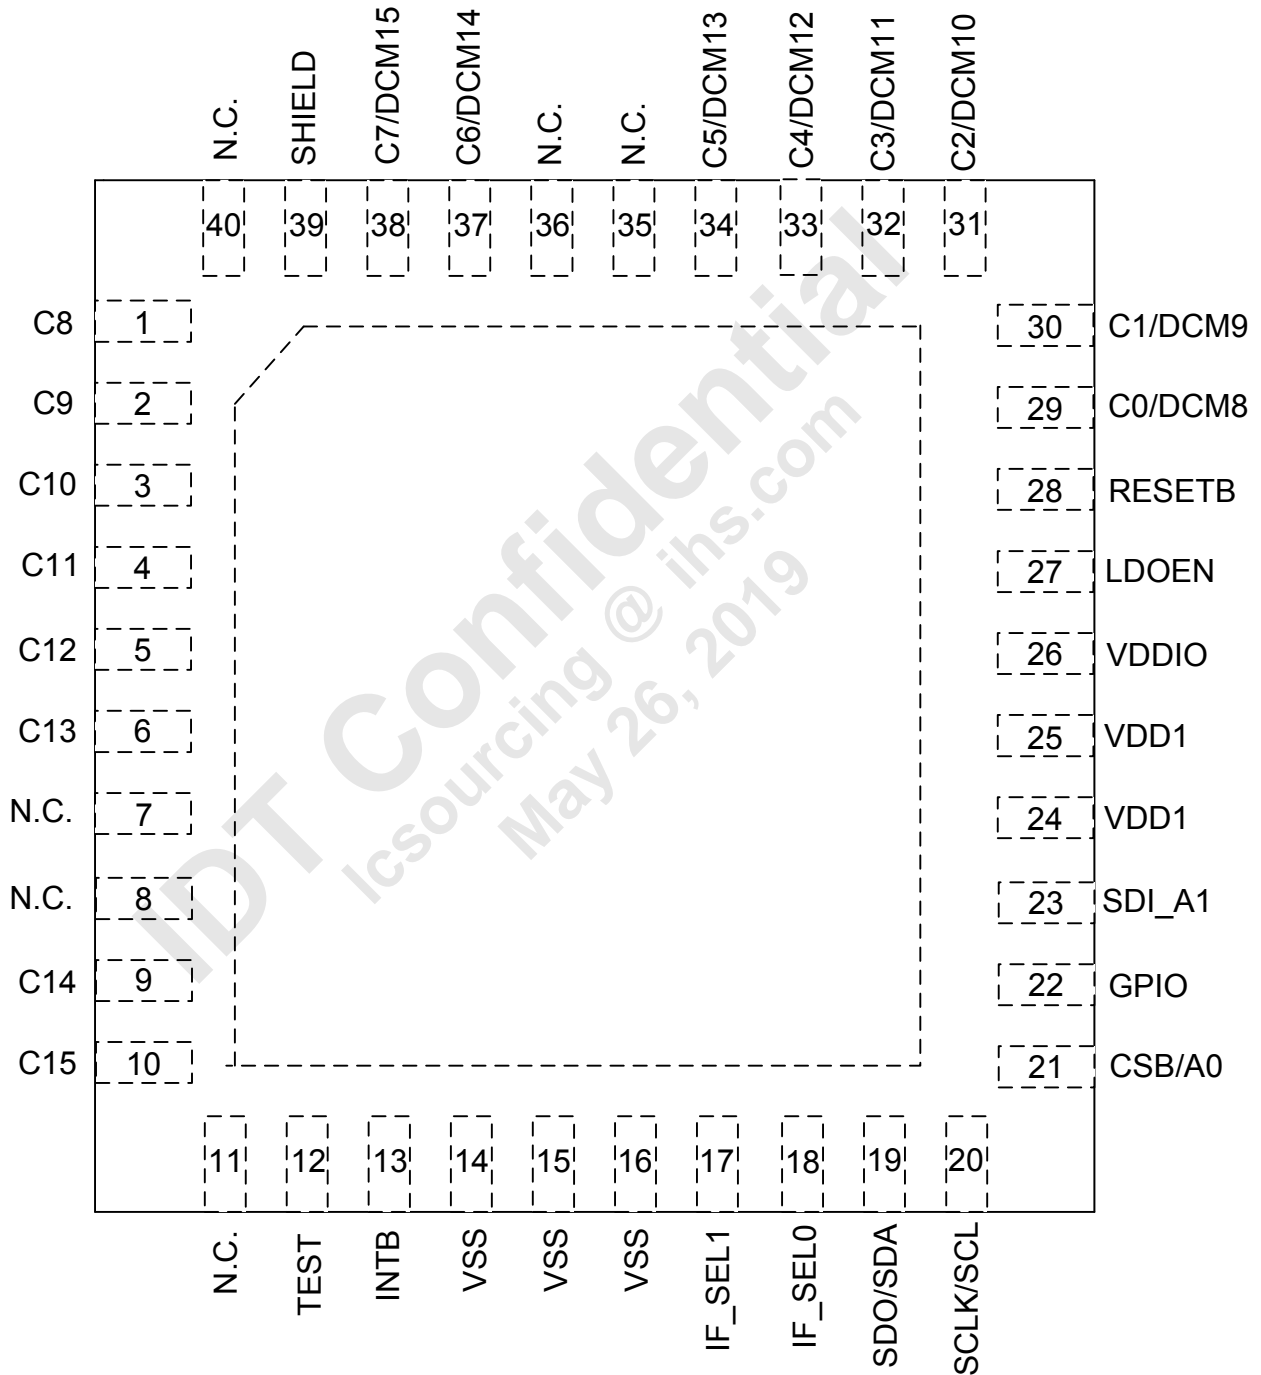 N.C.
SHIELD
C7/DCM15
C6/DCM14
N.C.
N.C.
C5/DCM13
C4/DCM12
C3/DCM11
C2/DCM10
40
39
38
37
36
35
34
33
32
31
C8 1
C9 2
C10 3
C11 4
C12 5
C13 6
N.C. 7
N.C. 8
C14 9
C15 10
30 C1/DCM9
29 C0/DCM8
28 RESETB
27 LDOEN
26 VDDIO
25 VDD1
24 VDD1
23 SDI_A1
22 GPIO
21 CSB/A0
IDT Confidential
Icsourcing @ ihs.com
May 26, 2019
11
12
13
14
15
16
17
18
19
20
N.C.
TEST
INTB
VSS
VSS
VSS
IF_SEL1
IF_SEL0
SDO/SDA
SCLK/SCL